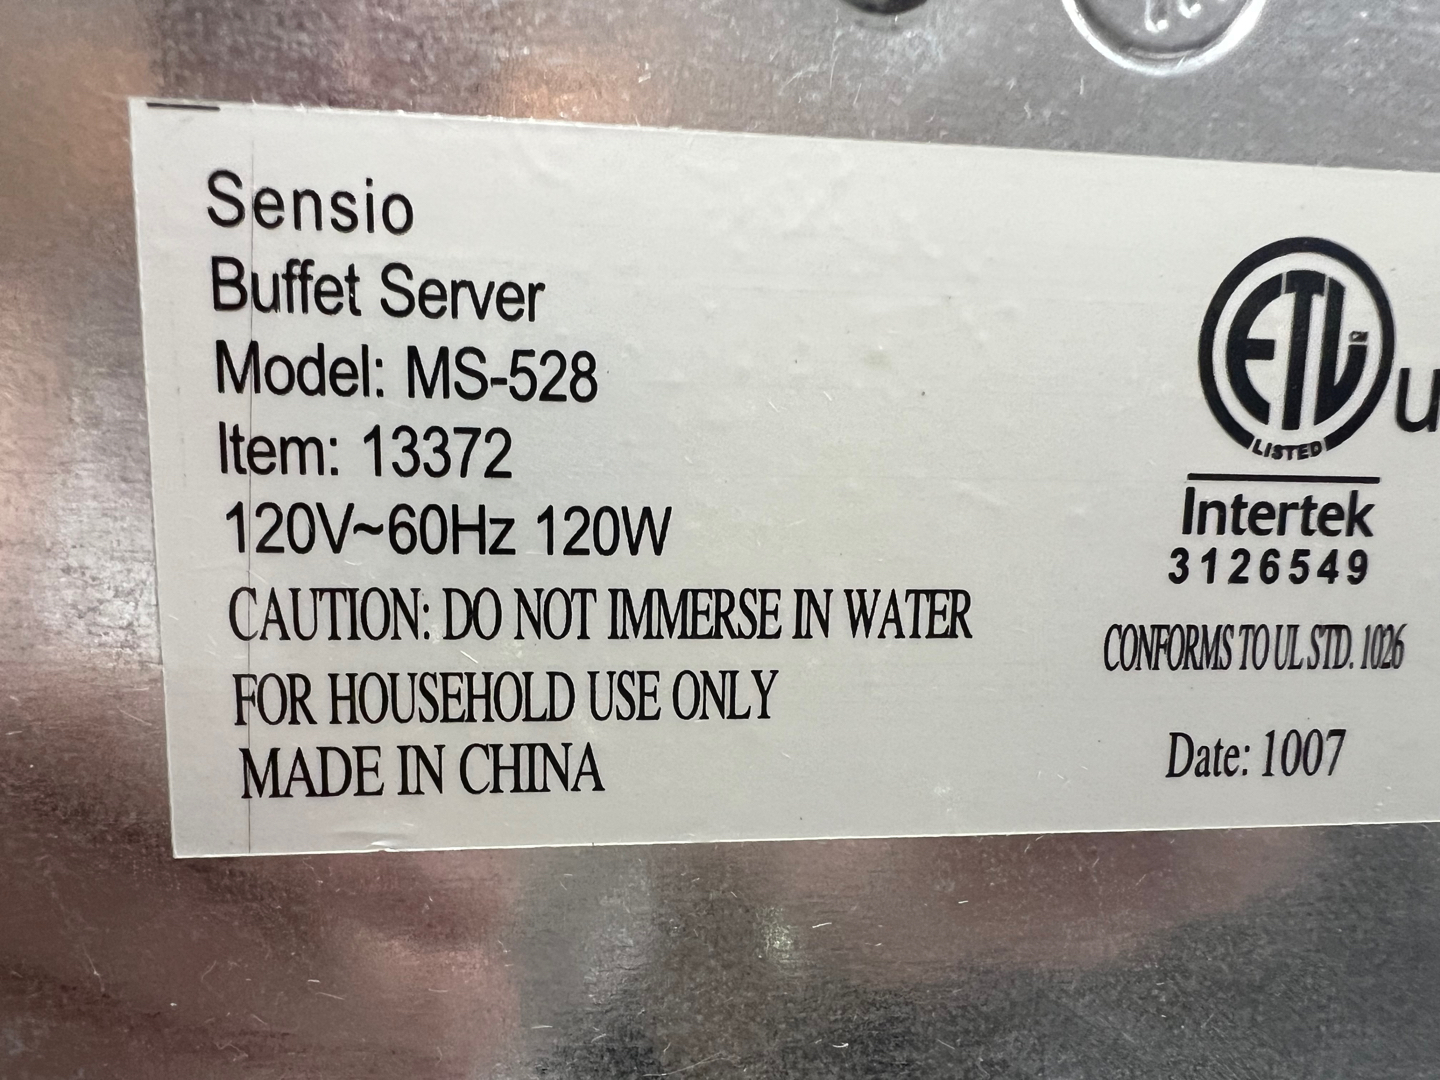 Sensio
Buffet Server
Model: MS-528
Item: 13372
120V~60Hz 120W
CAUTION: DO NOT IMMERSE IN WATER
FOR HOUSEHOLD USE ONLY
MADE IN CHINA
ETL
CM
LISTED
Intertek
3126549
CONFORMS TO UL STD. 1026
Date: 1007